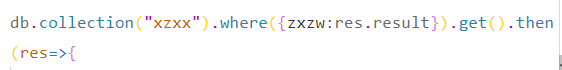 db.collection("xzxx").where({zxzw:res.result}).get().then
(res=>{